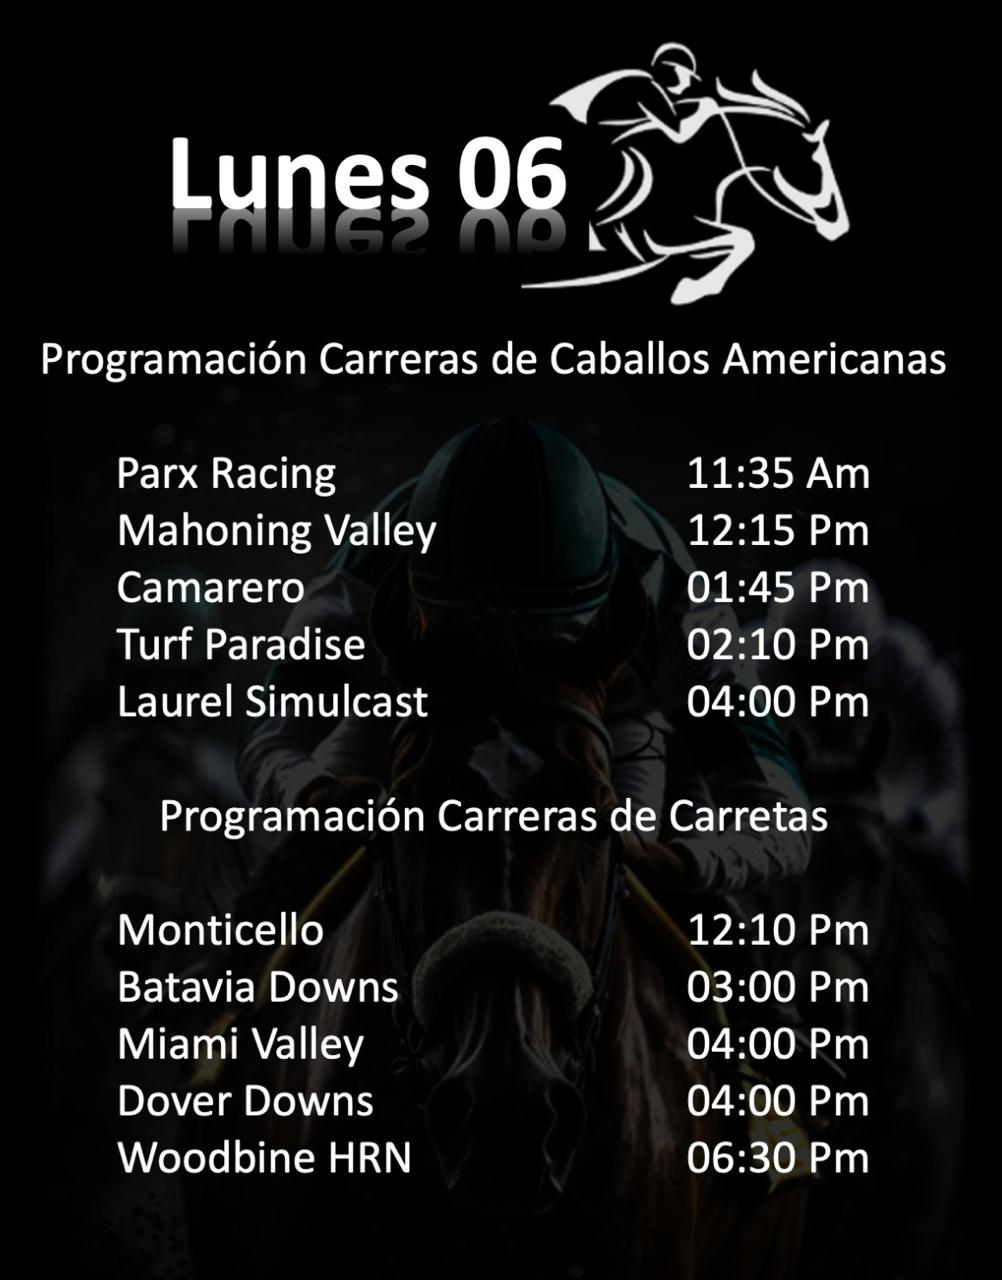 Lunes 06
Programación Carreras de Caballos Americanas
Parx Racing 11:35 Am
Mahoning Valley 12:15 Pm
Camarero 01:45 Pm
Turf Paradise 02:10 Pm
Laurel Simulcast 04:00 Pm
Programación Carreras de Carretas
Monticello 12:10 Pm
Batavia Downs 03:00 Pm
Miami Valley 04:00 Pm
Dover Downs 04:00 Pm
Woodbine HRN 06:30 Pm